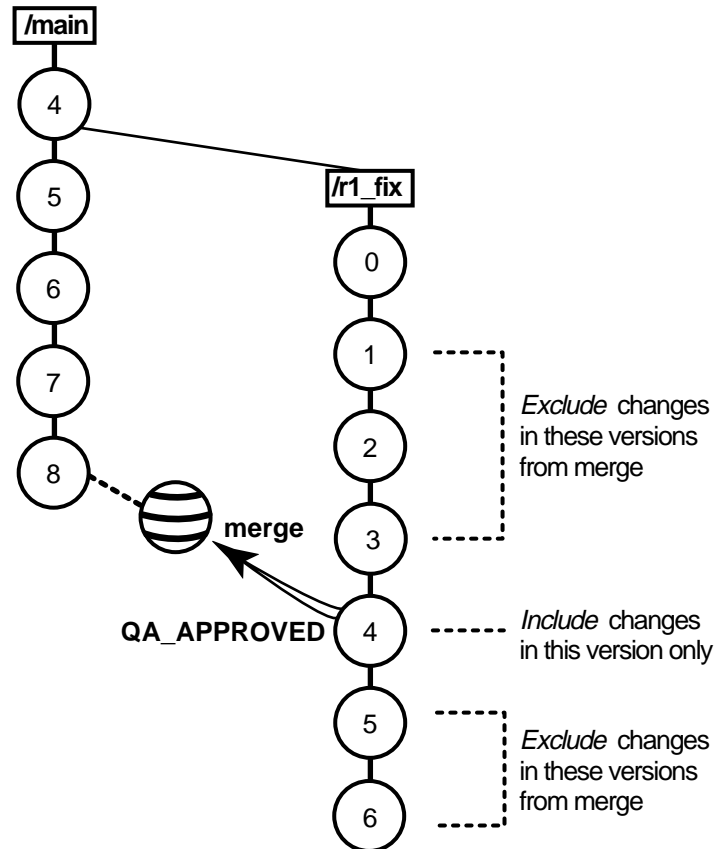 /main
4
5
6
7
8
/r1_fix
0
1
2
3
4
5
6
merge
QA_APPROVED
Exclude changes
in these versions
from merge
Include changes
in this version only
Exclude changes
in these versions
from merge